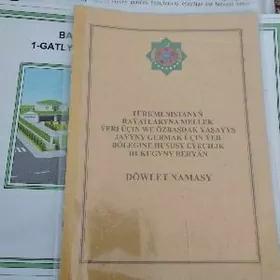 BA
1-GATLY
TÜRKMENISTANYŇ
RAÝATLARYNA MELLEK
ÝERI ÜÇIN WE ÖZBAŞDAK ÝAŞAÝYŞ
JAÝYNY GURMAK ÜÇIN ÝER
BÖLEGINE HUSUSY EÝEÇILIK
HUKUGYNY BERÝÄN
DÖWLET NAMASY